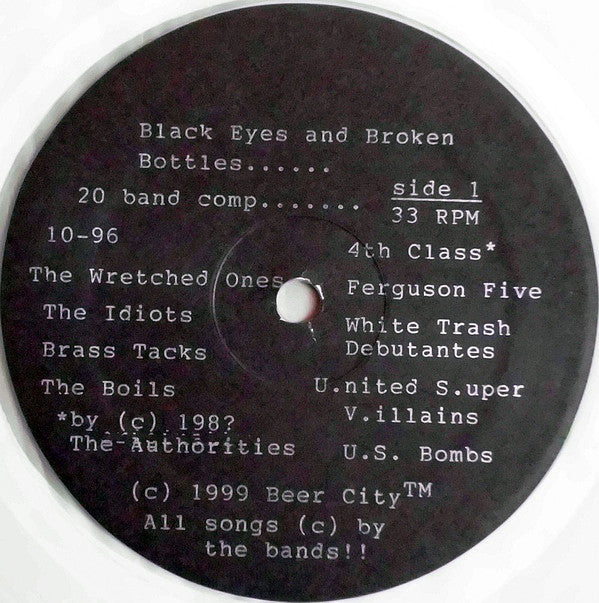 Black Eyes and Broken
Bottles......
20 band comp.......
side 1
33 RPM
10-96
The Wretched Ones
The Idiots
Brass Tacks
The Boils
*by (c) 198?
The Authorities
4th Class*
Ferguson Five
White Trash
Debutantes
U.nited S.uper
V.illains
U.S. Bombs
(c) 1999 Beer City™
All songs (c) by
the bands!!